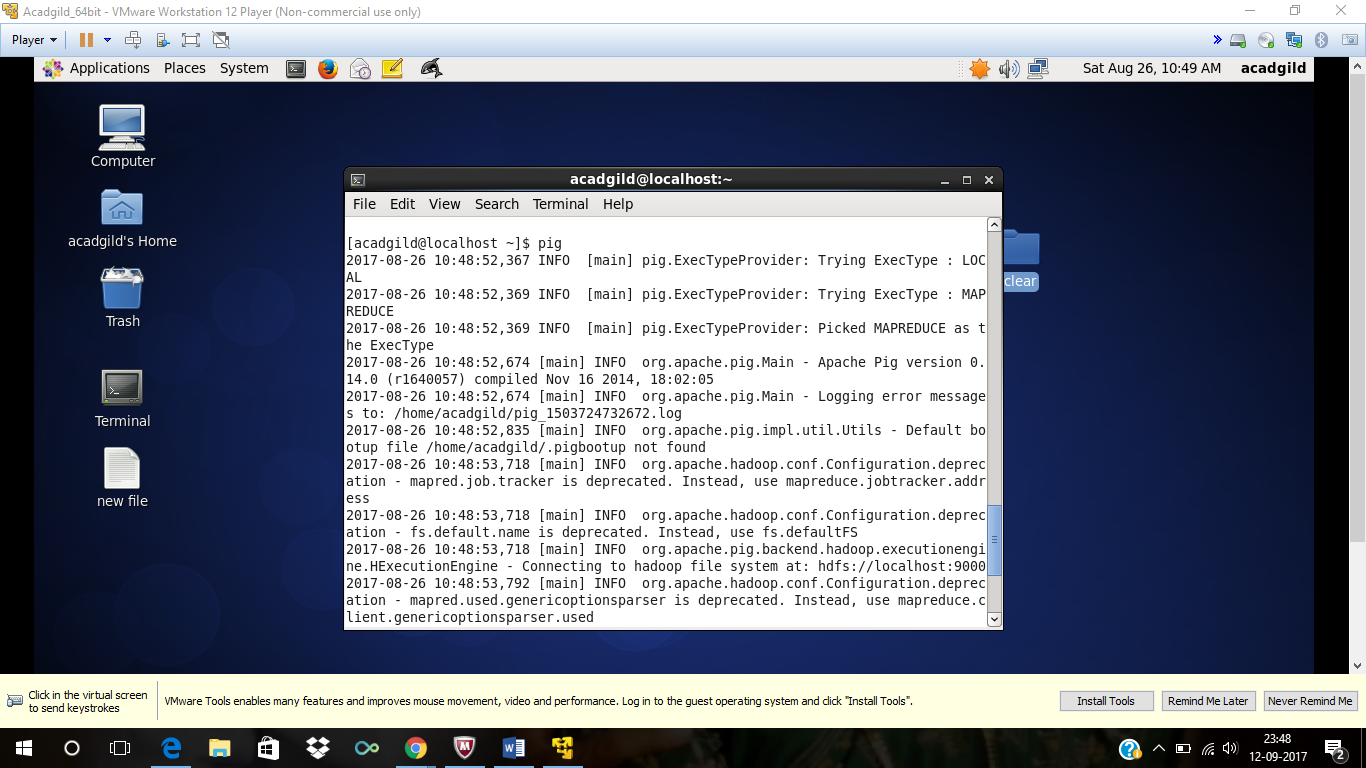 Acadgild_64bit - VMware Workstation 12 Player (Non-commercial use only)
Player
Applications Places System
Sat Aug 26, 10:49 AM acadgild
Computer
acadgild's Home
Trash
Terminal
new file
clear
acadgild@localhost:~
File Edit View Search Terminal Help
[acadgild@localhost ~]$ pig
2017-08-26 10:48:52,367 INFO  [main] pig.ExecTypeProvider: Trying ExecType : LOC
AL
2017-08-26 10:48:52,369 INFO  [main] pig.ExecTypeProvider: Trying ExecType : MAP
REDUCE
2017-08-26 10:48:52,369 INFO  [main] pig.ExecTypeProvider: Picked MAPREDUCE as t
he ExecType
2017-08-26 10:48:52,674 [main] INFO  org.apache.pig.Main - Apache Pig version 0.
14.0 (r1640057) compiled Nov 16 2014, 18:02:05
2017-08-26 10:48:52,674 [main] INFO  org.apache.pig.Main - Logging error message
s to: /home/acadgild/pig_1503724732672.log
2017-08-26 10:48:52,835 [main] INFO  org.apache.pig.impl.util.Utils - Default bo
otup file /home/acadgild/.pigbootup not found
2017-08-26 10:48:53,718 [main] INFO  org.apache.hadoop.conf.Configuration.deprec
ation - mapred.job.tracker is deprecated. Instead, use mapreduce.jobtracker.addr
ess
2017-08-26 10:48:53,718 [main] INFO  org.apache.hadoop.conf.Configuration.deprec
ation - fs.default.name is deprecated. Instead, use fs.defaultFS
2017-08-26 10:48:53,718 [main] INFO  org.apache.pig.backend.hadoop.executionengi
ne.HExecutionEngine - Connecting to hadoop file system at: hdfs://localhost:9000
2017-08-26 10:48:53,792 [main] INFO  org.apache.hadoop.conf.Configuration.deprec
ation - mapred.used.genericoptionsparser is deprecated. Instead, use mapreduce.c
lient.genericoptionsparser.used
Click in the virtual screen
to send keystrokes
VMware Tools enables many features and improves mouse movement, video and performance. Log in to the guest operating system and click "Install Tools".
Install Tools
Remind Me Later
Never Remind Me
23:48
12-09-2017
2